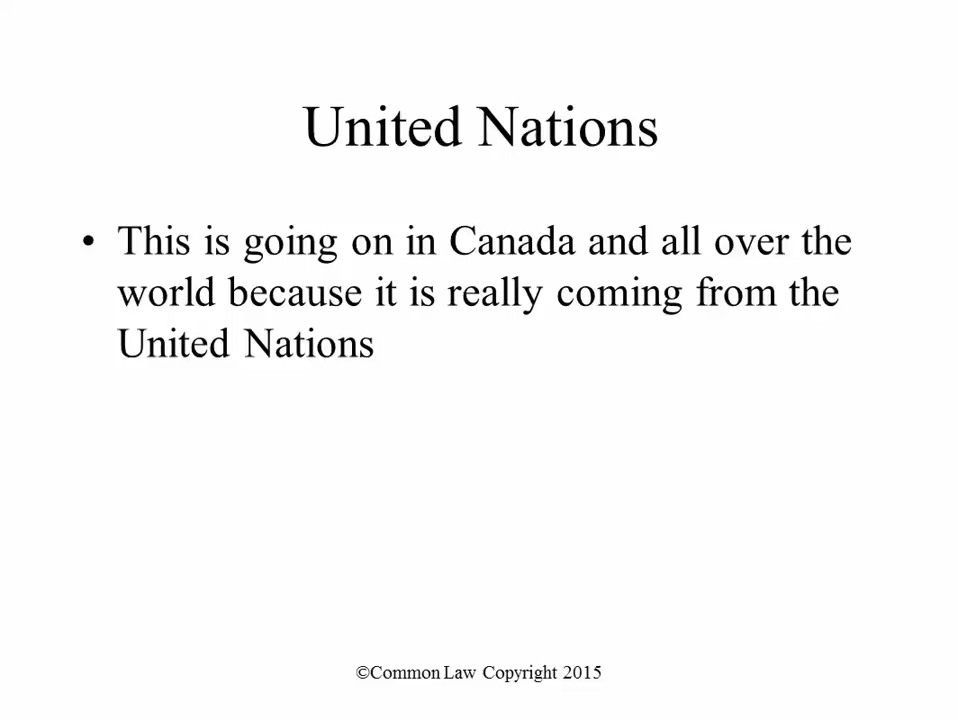 United Nations
• This is going on in Canada and all over the
world because it is really coming from the
United Nations
©Common Law Copyright 2015